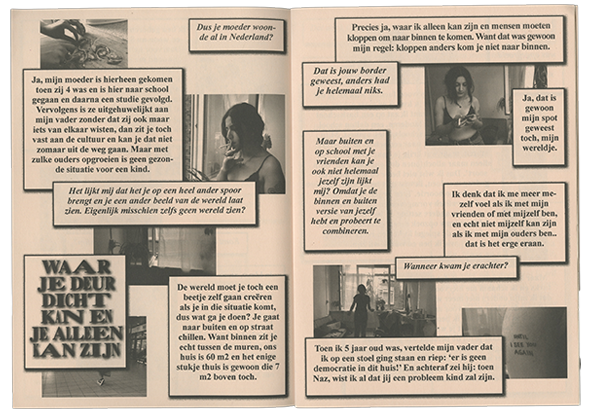 Dus je moeder woon-
de al in Nederland?
Ja, mijn moeder is hierheen gekomen
toen zij 4 was en is hier naar school
gegaan en daarna een studie gevolgd.
Vervolgens is ze uitgehuwelijkt aan
mijn vader zonder dat zij ook maar
iets van elkaar wisten, dan zit je toch
vast aan de cultuur en kan je dat niet
zomaar uit de weg gaan. Maar met
zulke ouders opgroeien is geen gezon-
de situatie voor een kind.
Het lijkt mij dat het je op een heel ander spoor
brengt en je een ander beeld van de wereld laat
zien. Eigenlijk misschien zelfs geen wereld zien?
WAAR
JE DEUR
DICHT
KAN EN
JE ALLEEN
KAN ZIJN
De wereld moet je toch een
beetje zelf gaan creëren
als je in die situatie komt,
dus wat ga je doen? Je gaat
naar buiten en op straat
chillen. Want binnen zit je
echt tussen de muren, ons
huis is 60 m2 en het enige
stukje thuis is gewoon die 7
m2 boven toch.
Precies ja, waar ik alleen kan zijn en mensen moeten
kloppen om naar binnen te komen. Want dat was gewoon
mijn regel: kloppen anders kom je niet naar binnen.
Dat is jouw border
geweest, anders had
je helemaal niks.
Ja, dat is
gewoon
mijn spot
geweest
toch, mijn
wereldje.
Maar buiten en
op school met je
vrienden kan je
ook niet helemaal
jezelf zijn lijkt
mij? Omdat je de
binnen en buiten
versie van jezelf
hebt en probeert te
combineren.
Ik denk dat ik me meer me-
zelf voel als ik met mijn
vrienden of met mijzelf ben,
en echt niet mijzelf kan zijn
als ik met mijn ouders ben..
dat is het erge eraan.
Wanneer kwam je erachter?
Toen ik 5 jaar oud was, vertelde mijn vader dat
ik op een stoel ging staan en riep: ‘er is geen
democratie in dit huis!’ En achteraf zei hij: toen
Naz, wist ik al dat jij een probleem kind zal zijn.